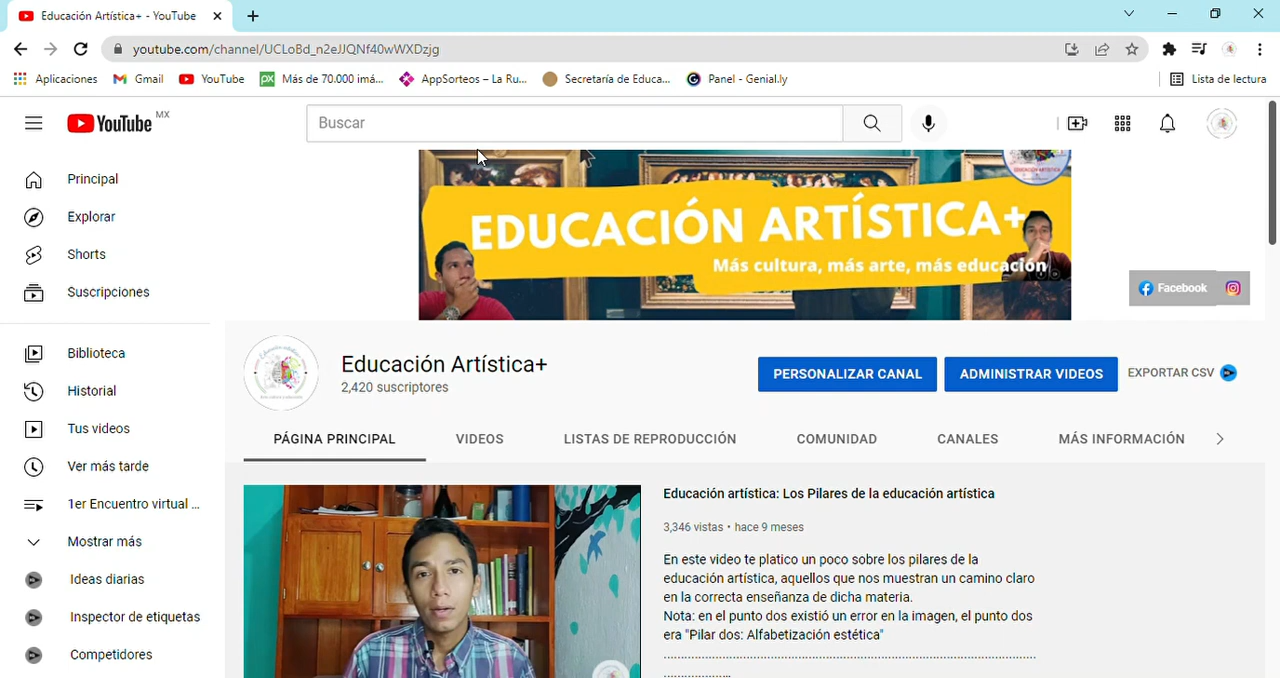 Educación Artística+ - YouTube
youtube.com/channel/UCLoBd_n2eJJQNf40wWXDzjg
Aplicaciones
Gmail
YouTube
Más de 70.000 imá...
AppSorteos – La Ru...
Secretaría de Educa...
Panel - Genial.ly
Lista de lectura
YouTube MX
Buscar
Principal
Explorar
Shorts
Suscripciones
Biblioteca
Historial
Tus videos
Ver más tarde
1er Encuentro virtual ...
Mostrar más
Ideas diarias
Inspector de etiquetas
Competidores
EDUCACIÓN ARTÍSTICA+
Más cultura, más arte, más educación
Facebook
Educación Artística+
2,420 suscriptores
PERSONALIZAR CANAL
ADMINISTRAR VIDEOS
EXPORTAR CSV
PÁGINA PRINCIPAL
VIDEOS
LISTAS DE REPRODUCCIÓN
COMUNIDAD
CANALES
MÁS INFORMACIÓN
Educación artística: Los Pilares de la educación artística
3,346 vistas • hace 9 meses
En este video te platico un poco sobre los pilares de la
educación artística, aquellos que nos muestran un camino claro
en la correcta enseñanza de dicha materia.
Nota: en el punto dos existió un error en la imagen, el punto dos
era "Pilar dos: Alfabetización estética"